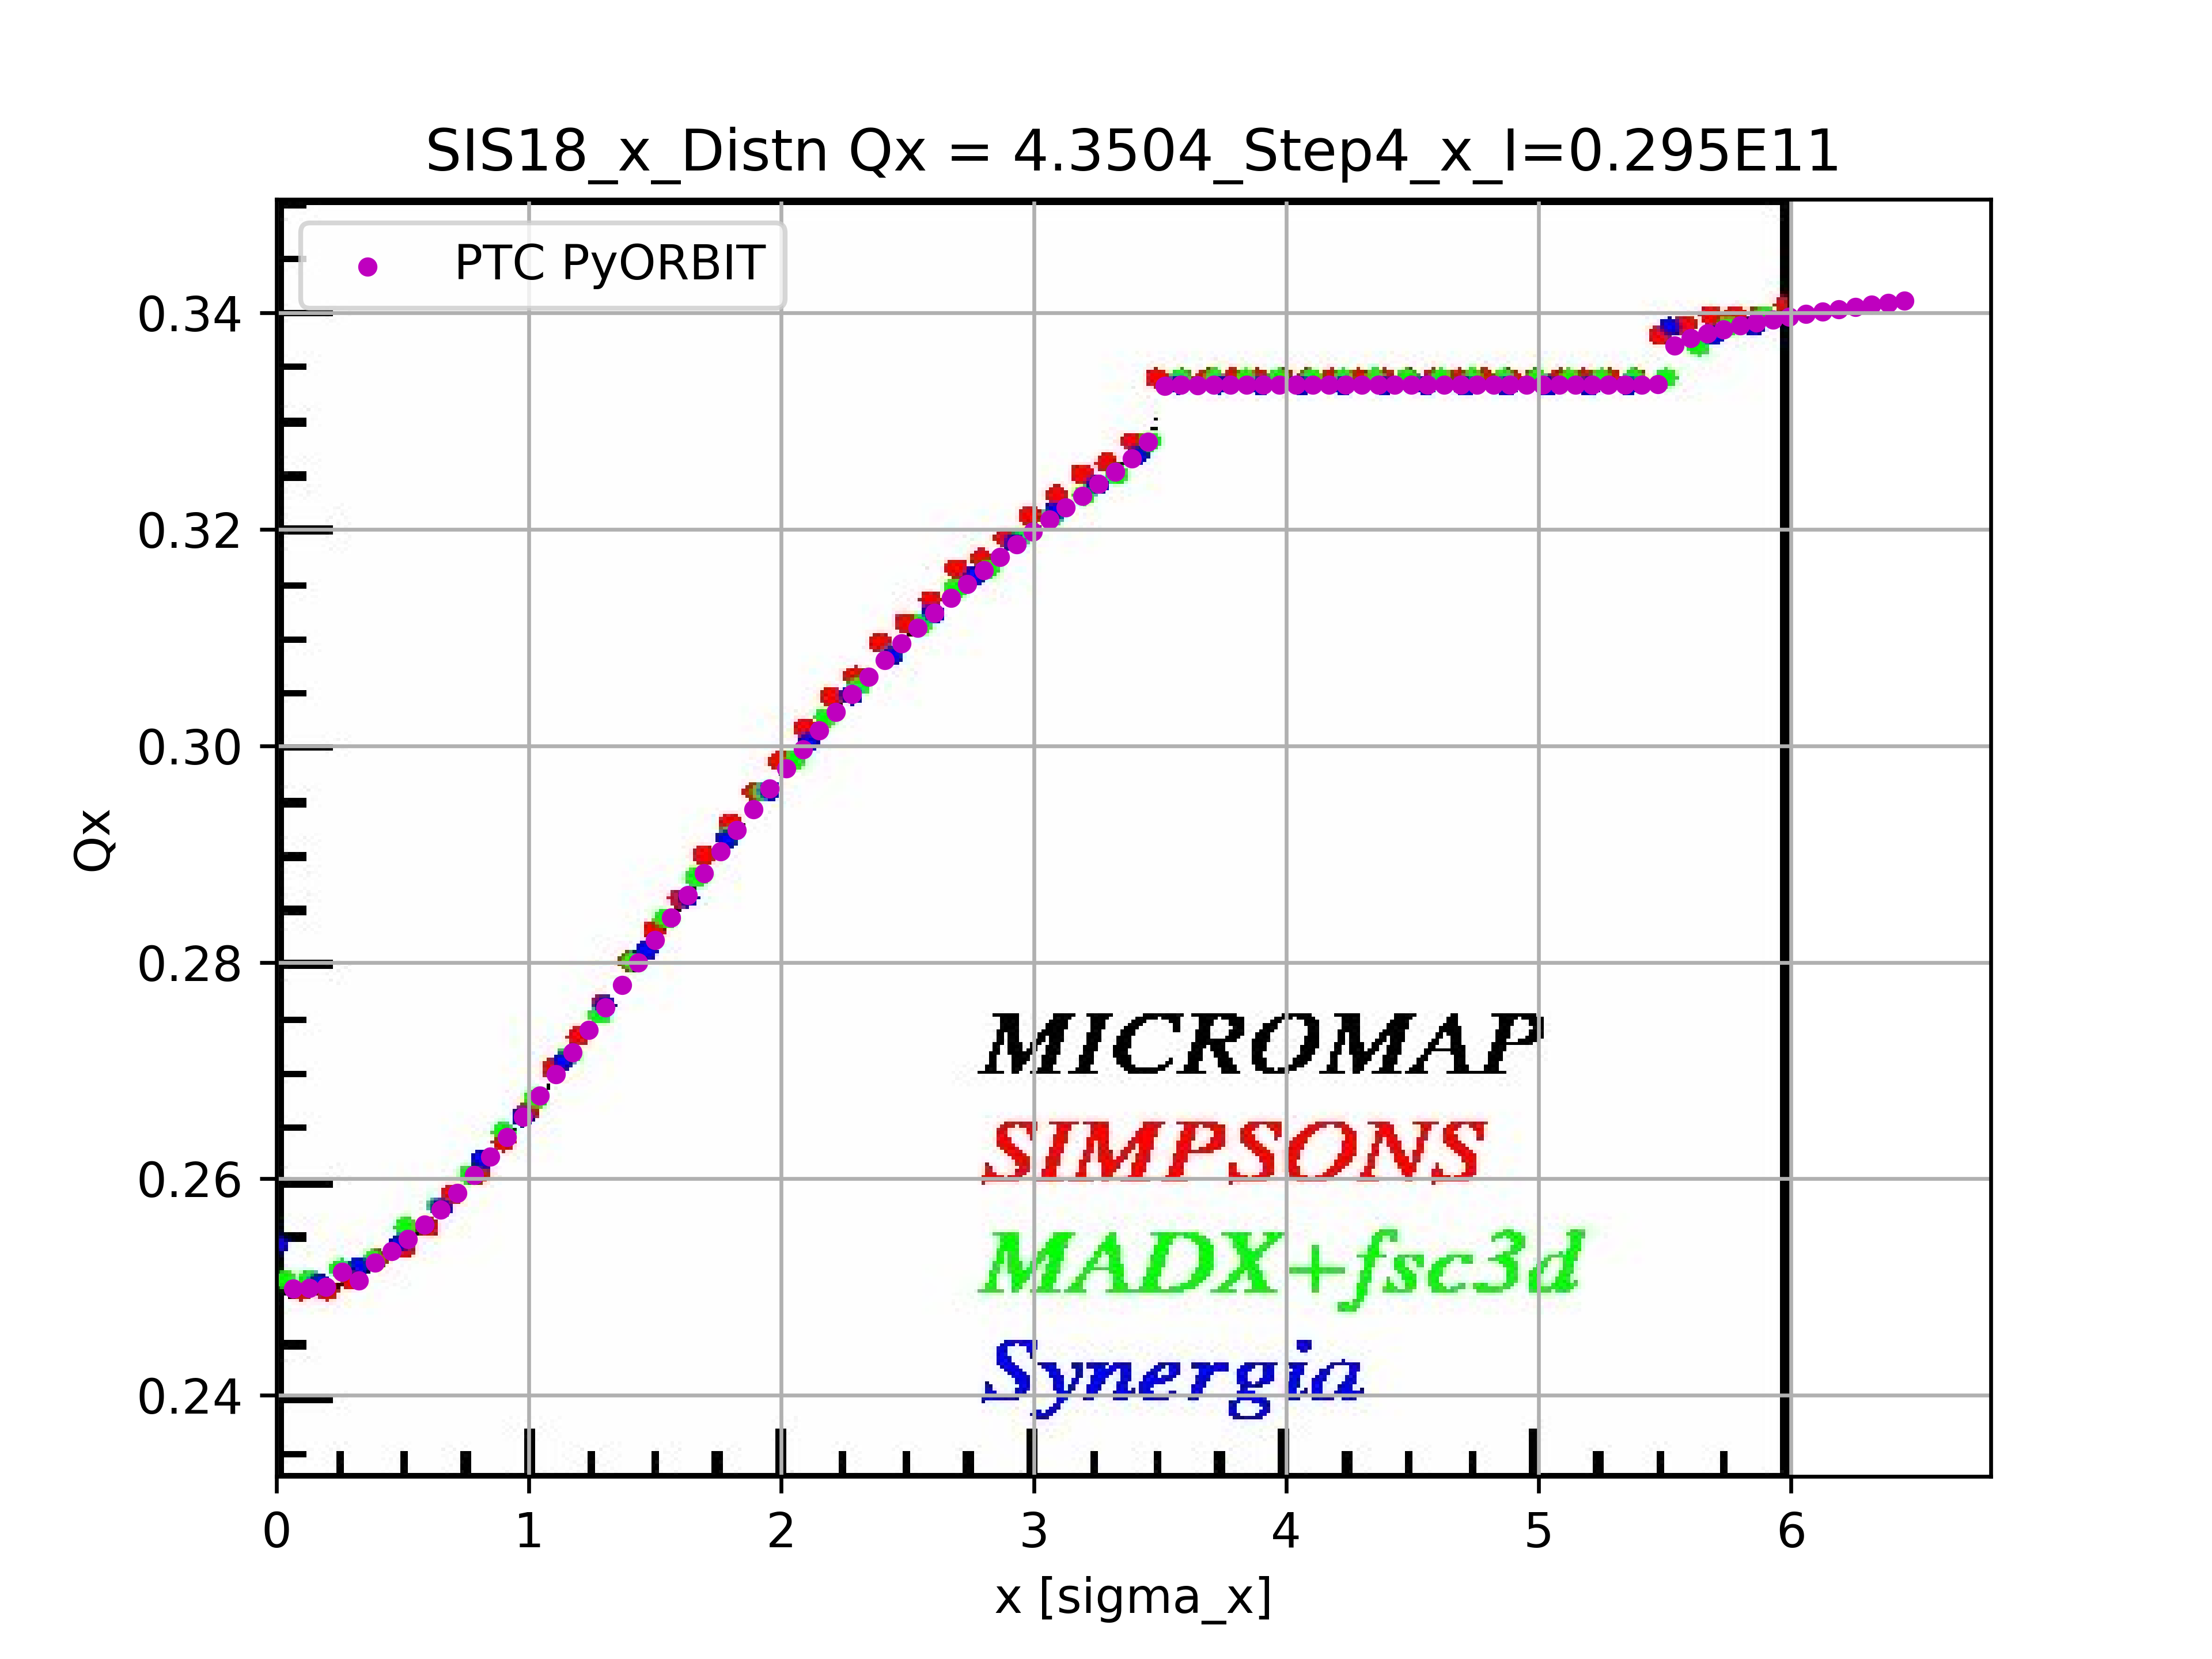 SIS18_x_Distn Qx = 4.3504_Step4_x_I=0.295E11
PTC PyORBIT
0.34
0.32
0.30
0.28
0.26
0.24
Qx
MICROMAP
SIMPSONS
MADX+fsc3d
Synergia
0 1 2 3 4 5 6
x [sigma_x]